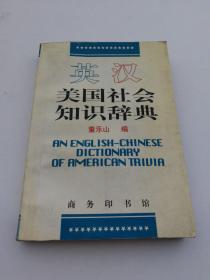 英 汉
美国社会
知识辞典
董乐山 编
AN ENGLISH-CHINESE
DICTIONARY
OF AMERICAN TRIVIA
商务印书馆